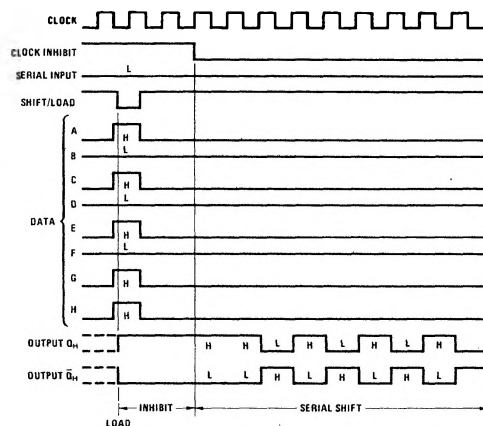 CLOCK
CLOCK INHIBIT
L
SERIAL INPUT
SHIFT/LOAD
A
H
L
B
C
H
L
D
DATA
E
H
L
F
G
H
H
H
OUTPUT QH
H H L H L H L H
OUTPUT Q̄H
L L H L H L H L
INHIBIT
SERIAL SHIFT
LOAD